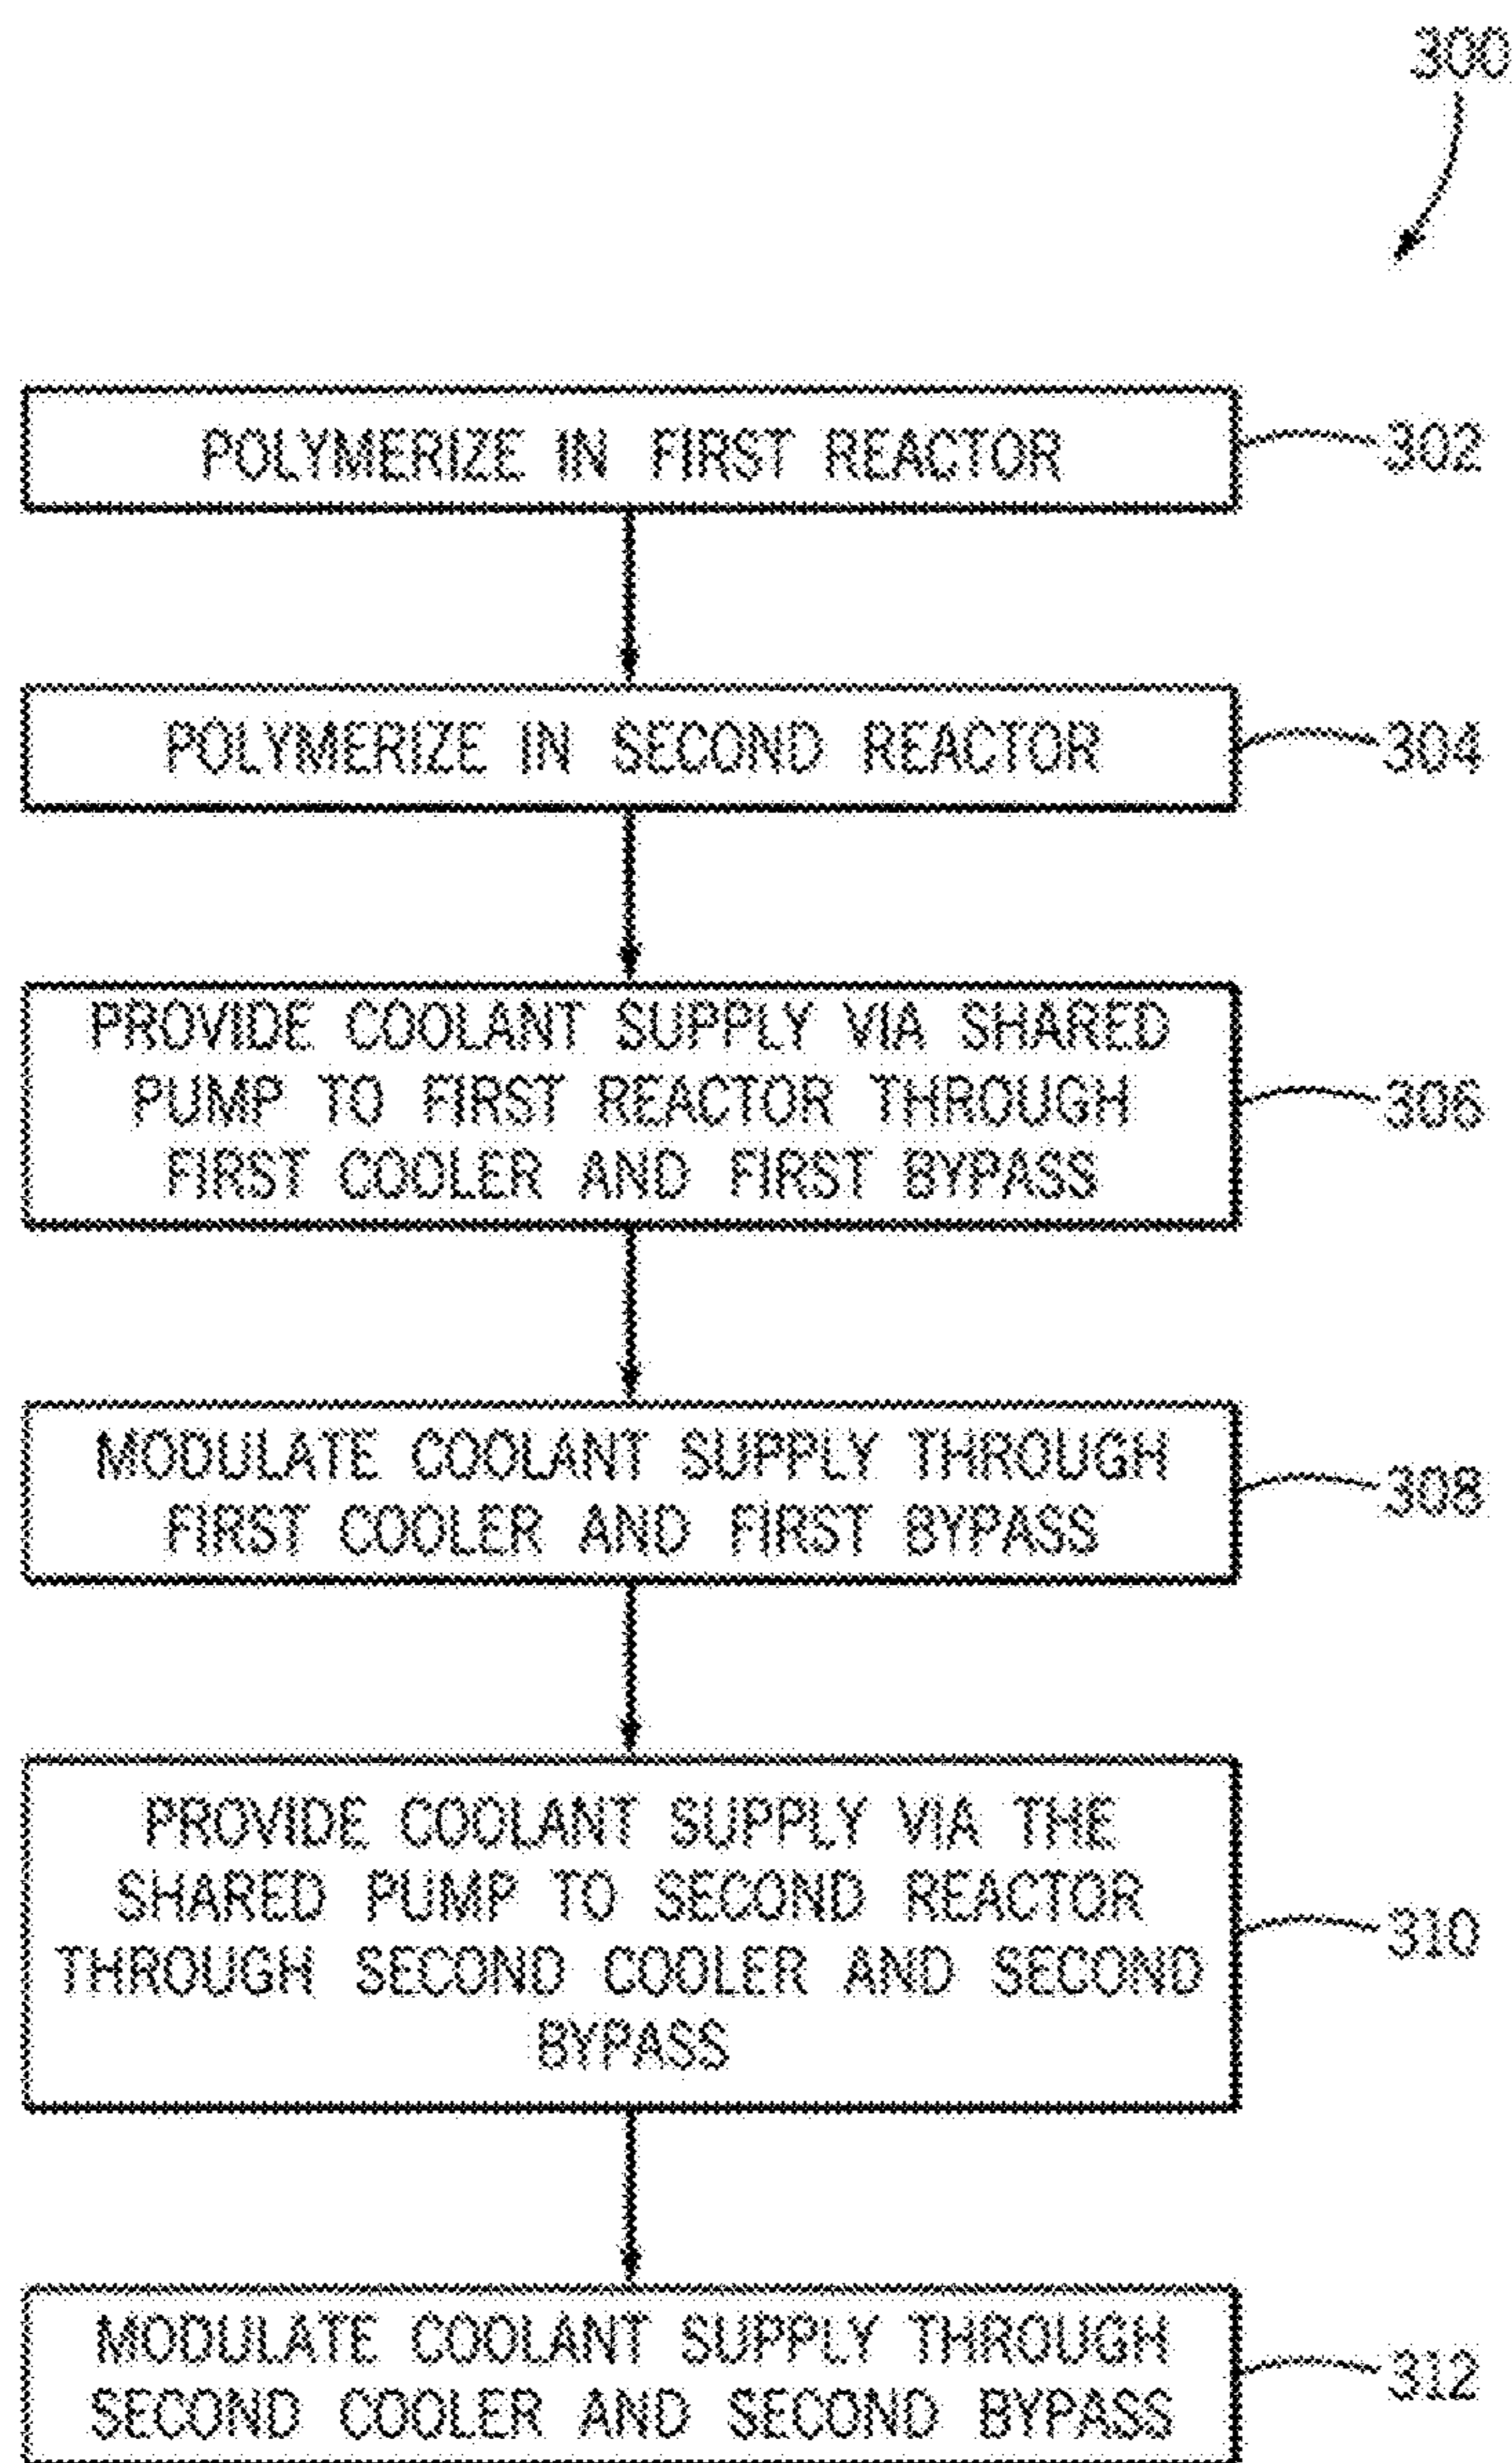 300
POLYMERIZE IN FIRST REACTOR
302
POLYMERIZE IN SECOND REACTOR
304
PROVIDE COOLANT SUPPLY VIA SHARED
PUMP TO FIRST REACTOR THROUGH
FIRST COOLER AND FIRST BYPASS
306
MODULATE COOLANT SUPPLY THROUGH
FIRST COOLER AND FIRST BYPASS
308
PROVIDE COOLANT SUPPLY VIA THE
SHARED PUMP TO SECOND REACTOR
THROUGH SECOND COOLER AND SECOND
BYPASS
310
MODULATE COOLANT SUPPLY THROUGH
SECOND COOLER AND SECOND BYPASS
312